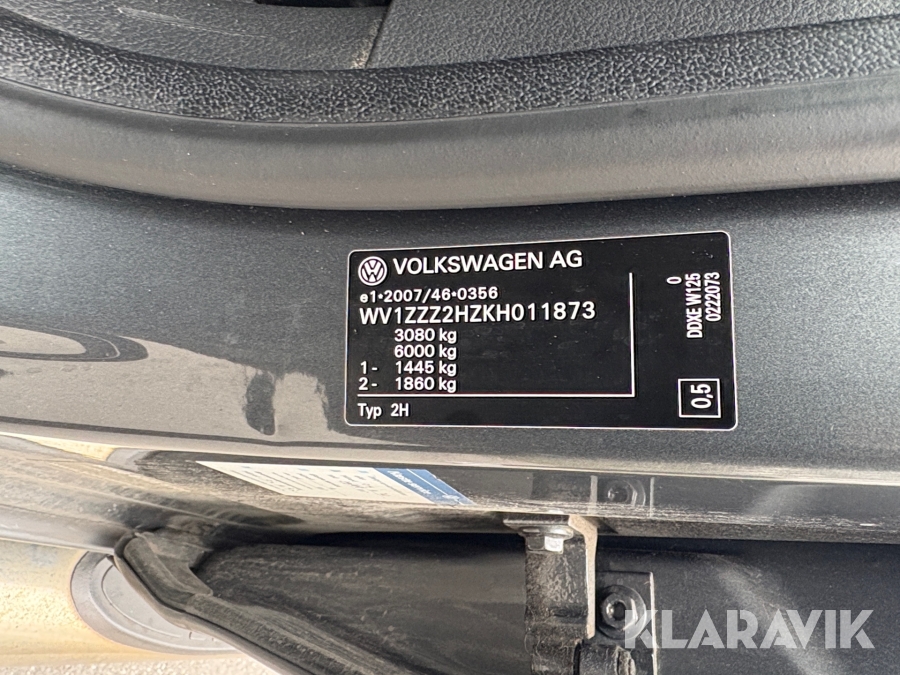 VOLKSWAGEN AG
e1•2007/46•0356
WV1ZZZ2HZKH011873
3080 kg
6000 kg
1- 1445 kg
2- 1860 kg
Typ 2H
0
DDXE W125
0222073
0,5
KLARAVIK